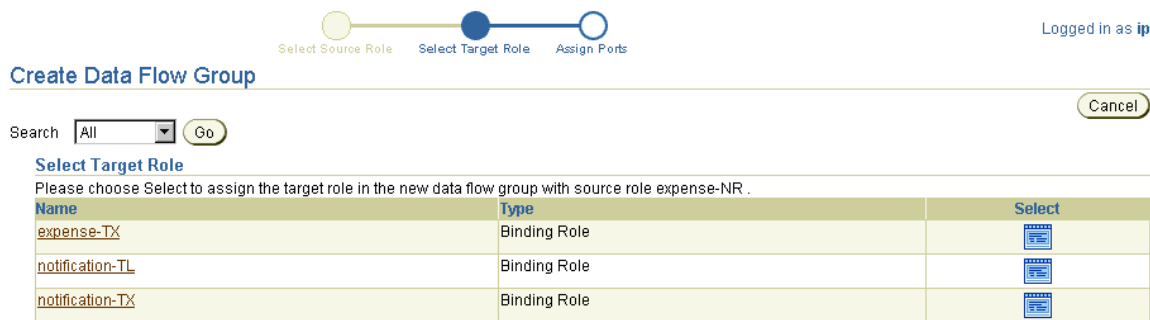 Select Source Role Select Target Role Assign Ports
Logged in as ip
Create Data Flow Group
Cancel
Search All Go
Select Target Role
Please choose Select to assign the target role in the new data flow group with source role expense-NR .
Name Type Select
expense-TX Binding Role
notification-TL Binding Role
notification-TX Binding Role